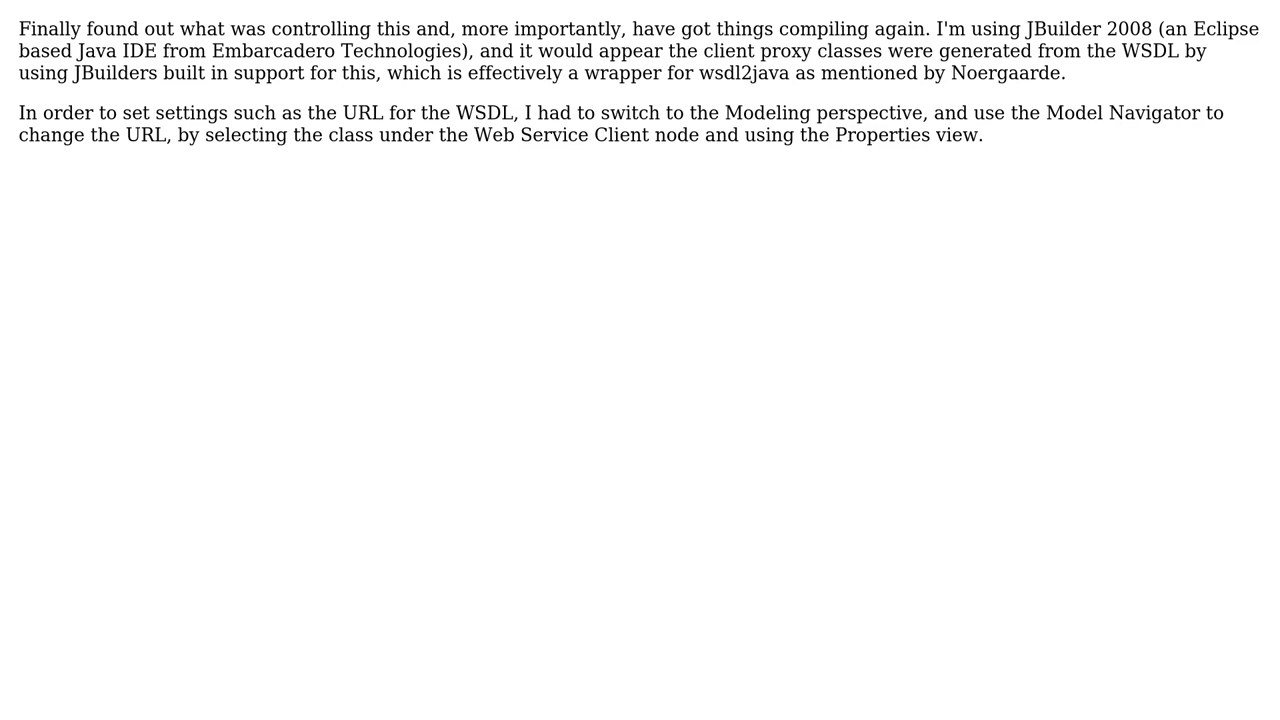 Finally found out what was controlling this and, more importantly, have got things compiling again. I'm using JBuilder 2008 (an Eclipse
based Java IDE from Embarcadero Technologies), and it would appear the client proxy classes were generated from the WSDL by
using JBuilders built in support for this, which is effectively a wrapper for wsdl2java as mentioned by Noergaarde.
In order to set settings such as the URL for the WSDL, I had to switch to the Modeling perspective, and use the Model Navigator to
change the URL, by selecting the class under the Web Service Client node and using the Properties view.